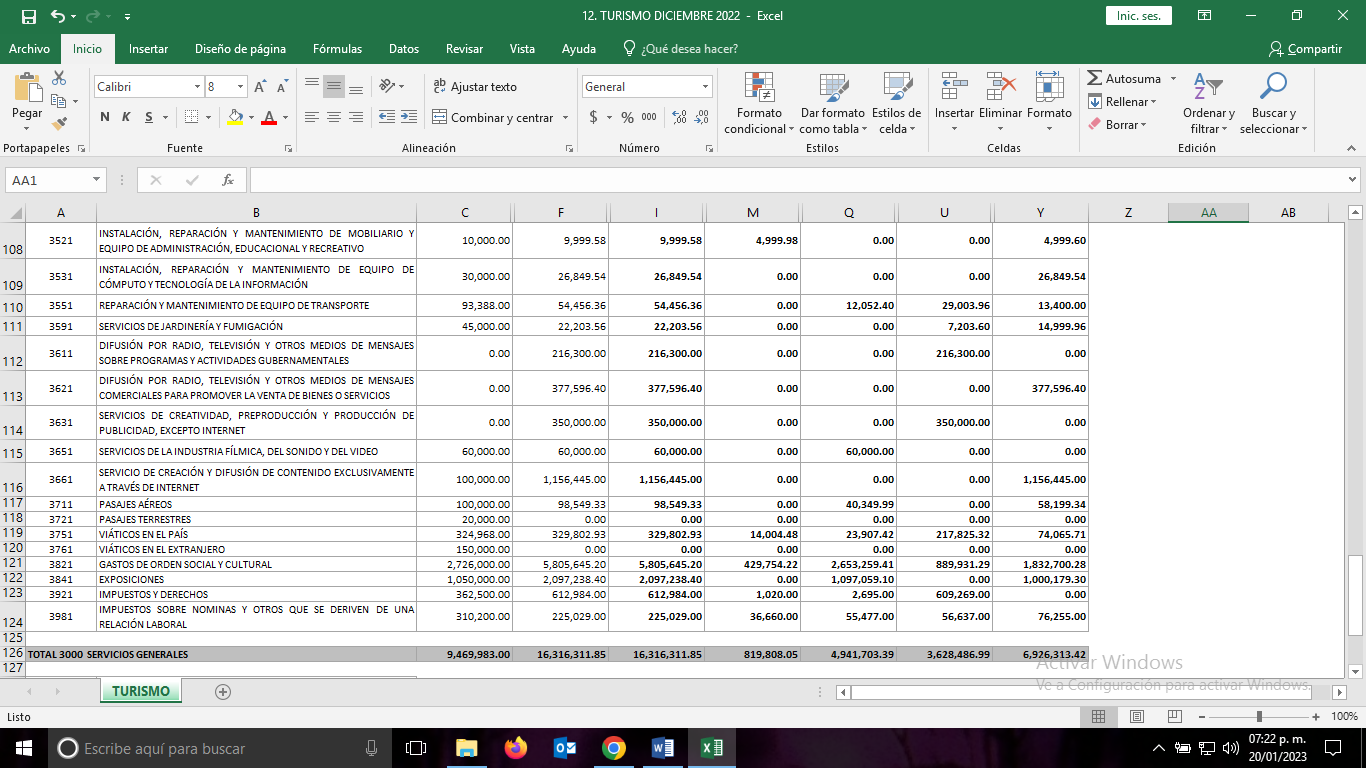 12. TURISMO DICIEMBRE 2022 - Excel
Inic. ses.
Archivo Inicio Insertar Diseño de página Fórmulas Datos Revisar Vista Ayuda ¿Qué desea hacer? Compartir
Pegar
Portapapeles
Calibri 8
N K S
Fuente
Ajustar texto
Combinar y centrar
Alineación
General
$ % 000
Número
Formato condicional
Dar formato como tabla
Estilos de celda
Estilos
Insertar Eliminar Formato
Celdas
Autosuma
Rellenar
Borrar
Ordenar y filtrar
Buscar y seleccionar
Edición
AA1 fx
A B C F I M Q U Y Z AA AB
108 3521 INSTALACIÓN, REPARACIÓN Y MANTENIMIENTO DE MOBILIARIO Y
EQUIPO DE ADMINISTRACIÓN, EDUCACIONAL Y RECREATIVO 10,000.00 9,999.58 9,999.58 4,999.98 0.00 0.00 4,999.60
109 3531 INSTALACIÓN, REPARACIÓN Y MANTENIMIENTO DE EQUIPO DE
CÓMPUTO Y TECNOLOGÍA DE LA INFORMACIÓN 30,000.00 26,849.54 26,849.54 0.00 0.00 0.00 26,849.54
110 3551 REPARACIÓN Y MANTENIMIENTO DE EQUIPO DE TRANSPORTE 93,388.00 54,456.36 54,456.36 0.00 12,052.40 29,003.96 13,400.00
111 3591 SERVICIOS DE JARDINERÍA Y FUMIGACIÓN 45,000.00 22,203.56 22,203.56 0.00 0.00 7,203.60 14,999.96
112 3611 DIFUSIÓN POR RADIO, TELEVISIÓN Y OTROS MEDIOS DE MENSAJES
SOBRE PROGRAMAS Y ACTIVIDADES GUBERNAMENTALES 0.00 216,300.00 216,300.00 0.00 0.00 216,300.00 0.00
113 3621 DIFUSIÓN POR RADIO, TELEVISIÓN Y OTROS MEDIOS DE MENSAJES
COMERCIALES PARA PROMOVER LA VENTA DE BIENES O SERVICIOS 0.00 377,596.40 377,596.40 0.00 0.00 0.00 377,596.40
114 3631 SERVICIOS DE CREATIVIDAD, PREPRODUCCIÓN Y PRODUCCIÓN DE
PUBLICIDAD, EXCEPTO INTERNET 0.00 350,000.00 350,000.00 0.00 0.00 350,000.00 0.00
115 3651 SERVICIOS DE LA INDUSTRIA FÍLMICA, DEL SONIDO Y DEL VIDEO 60,000.00 60,000.00 60,000.00 0.00 60,000.00 0.00 0.00
116 3661 SERVICIO DE CREACIÓN Y DIFUSIÓN DE CONTENIDO EXCLUSIVAMENTE
A TRAVÉS DE INTERNET 100,000.00 1,156,445.00 1,156,445.00 0.00 0.00 0.00 1,156,445.00
117 3711 PASAJES AÉREOS 100,000.00 98,549.33 98,549.33 0.00 40,349.99 0.00 58,199.34
118 3721 PASAJES TERRESTRES 20,000.00 0.00 0.00 0.00 0.00 0.00 0.00
119 3751 VIÁTICOS EN EL PAÍS 324,968.00 329,802.93 329,802.93 14,004.48 23,907.42 217,825.32 74,065.71
120 3761 VIÁTICOS EN EL EXTRANJERO 150,000.00 0.00 0.00 0.00 0.00 0.00 0.00
121 3821 GASTOS DE ORDEN SOCIAL Y CULTURAL 2,726,000.00 5,805,645.20 5,805,645.20 429,754.22 2,653,259.41 889,931.29 1,832,700.28
122 3841 EXPOSICIONES 1,050,000.00 2,097,238.40 2,097,238.40 0.00 1,097,059.10 0.00 1,000,179.30
123 3921 IMPUESTOS Y DERECHOS 362,500.00 612,984.00 612,984.00 1,020.00 2,695.00 609,269.00 0.00
124 3981 IMPUESTOS SOBRE NOMINAS Y OTROS QUE SE DERIVEN DE UNA
RELACIÓN LABORAL 310,200.00 225,029.00 225,029.00 36,660.00 55,477.00 56,637.00 76,255.00
125
126 TOTAL 3000 SERVICIOS GENERALES 9,469,983.00 16,316,311.85 16,316,311.85 819,808.05 4,941,703.39 3,628,486.99 6,926,313.42
127
Activar Windows
Ve a Configuración para activar Windows.
TURISMO
Listo 100%
Escribe aquí para buscar
07:22 p. m.
20/01/2023